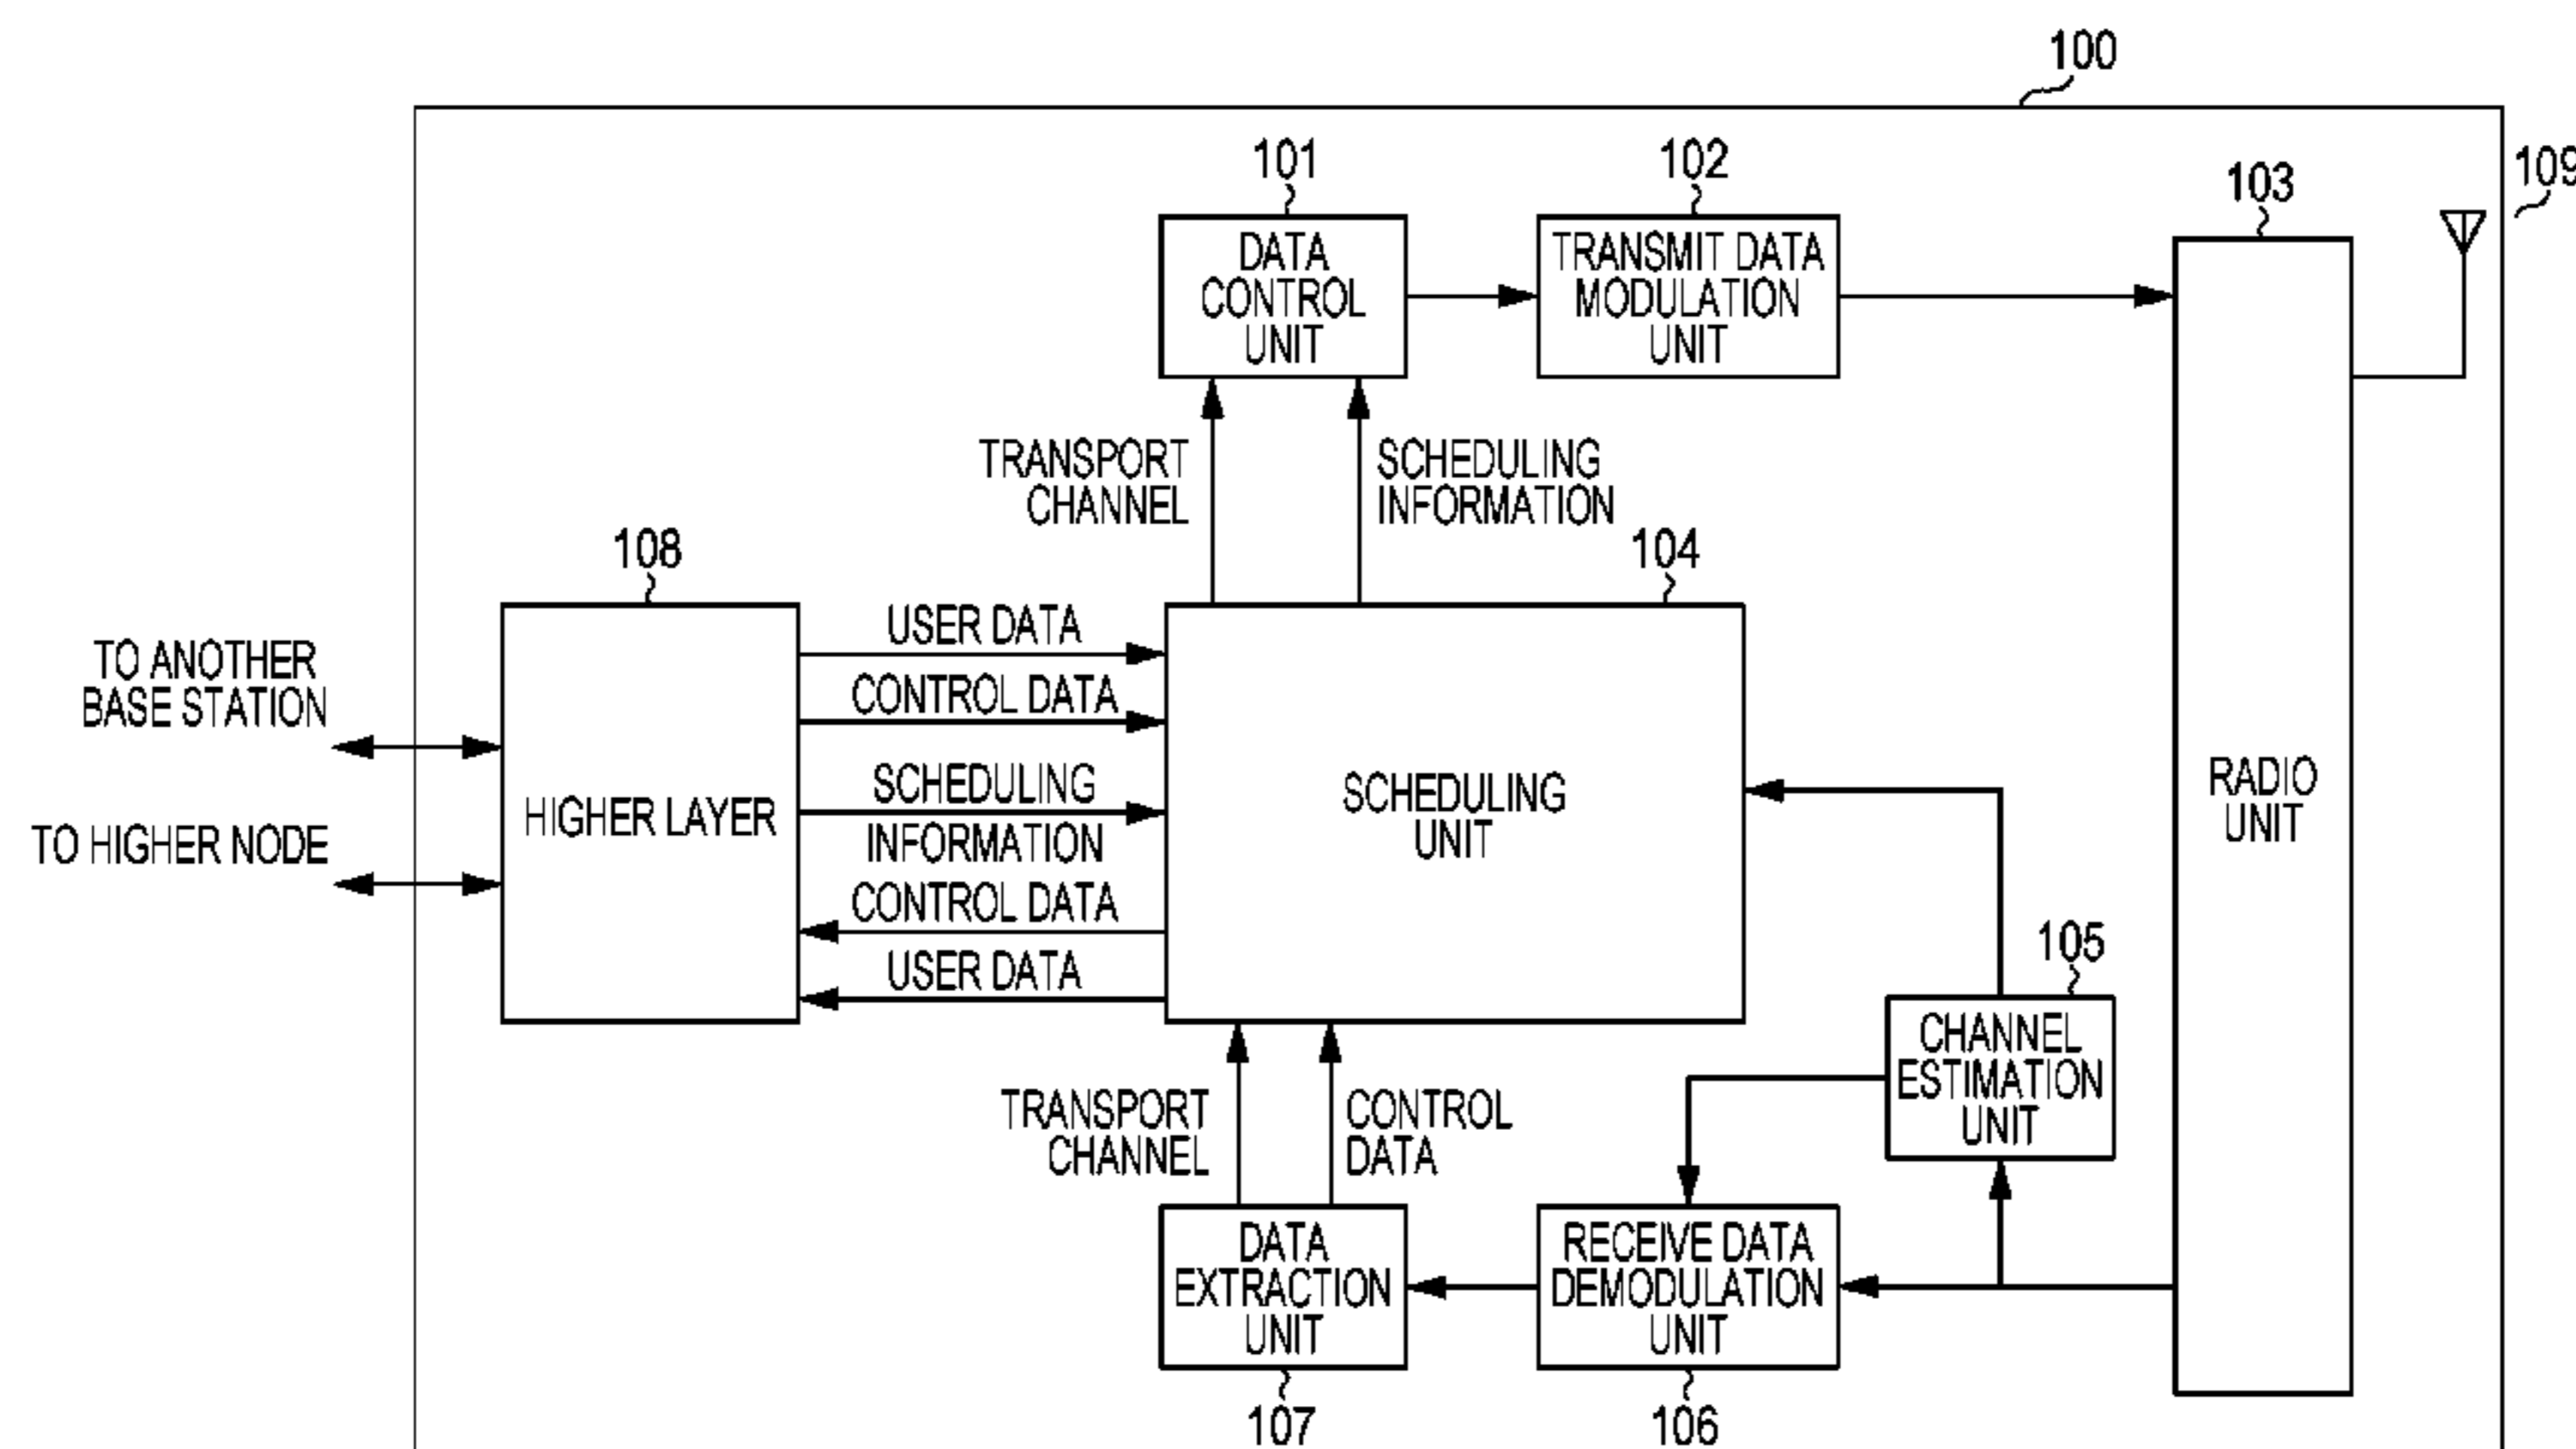 100
101
102
103
109
DATA
CONTROL
UNIT
TRANSMIT DATA
MODULATION
UNIT
TRANSPORT
CHANNEL
SCHEDULING
INFORMATION
108
104
TO ANOTHER
BASE STATION
TO HIGHER NODE
HIGHER LAYER
USER DATA
CONTROL DATA
SCHEDULING
INFORMATION
CONTROL DATA
USER DATA
SCHEDULING
UNIT
RADIO
UNIT
105
CHANNEL
ESTIMATION
UNIT
TRANSPORT
CHANNEL
CONTROL
DATA
DATA
EXTRACTION
UNIT
RECEIVE DATA
DEMODULATION
UNIT
107
106